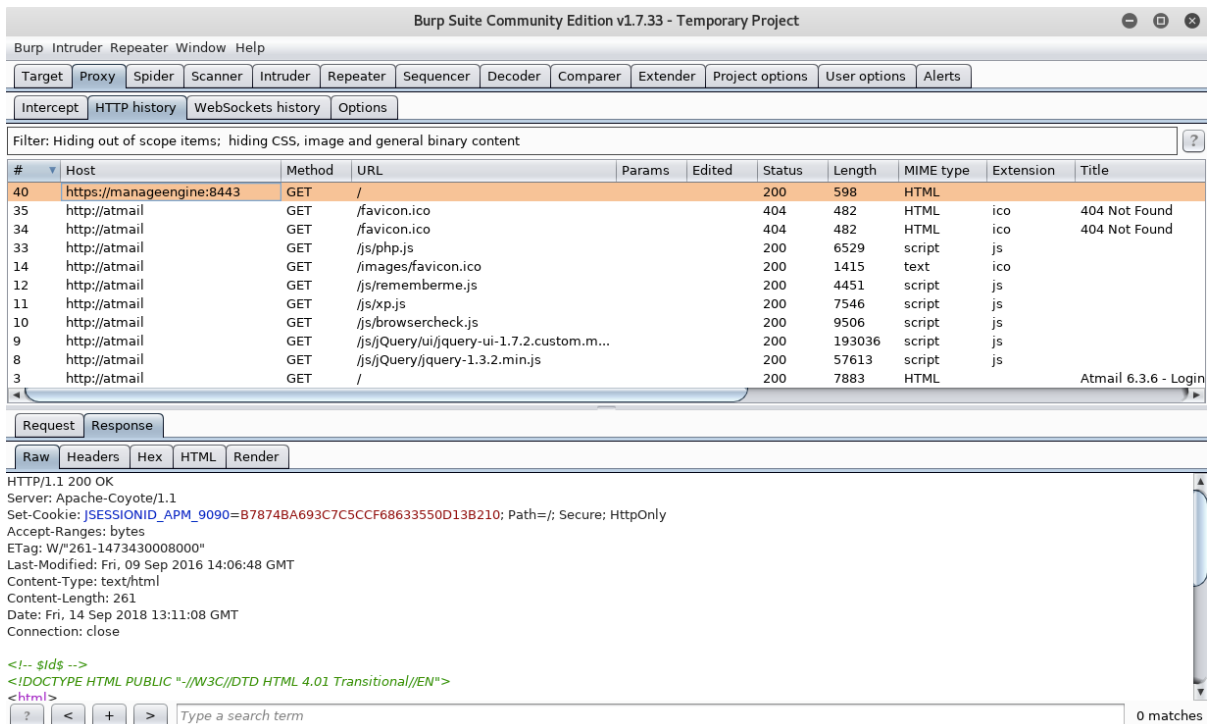 Burp Suite Community Edition v1.7.33 - Temporary Project
Burp Intruder Repeater Window Help
Target Proxy Spider Scanner Intruder Repeater Sequencer Decoder Comparer Extender Project options User options Alerts
Intercept HTTP history WebSockets history Options
Filter: Hiding out of scope items; hiding CSS, image and general binary content ?
# Host Method URL Params Edited Status Length MIME type Extension Title
40 https://manageengine:8443 GET / 200 598 HTML
35 http://atmail GET /favicon.ico 404 482 HTML ico 404 Not Found
34 http://atmail GET /favicon.ico 404 482 HTML ico 404 Not Found
33 http://atmail GET /js/php.js 200 6529 script js
14 http://atmail GET /images/favicon.ico 200 1415 text ico
12 http://atmail GET /js/rememberme.js 200 4451 script js
11 http://atmail GET /js/xp.js 200 7546 script js
10 http://atmail GET /js/browsercheck.js 200 9506 script js
9 http://atmail GET /js/jQuery/ui/jquery-ui-1.7.2.custom.m... 200 193036 script js
8 http://atmail GET /js/jQuery/jquery-1.3.2.min.js 200 57613 script js
3 http://atmail GET / 200 7883 HTML Atmail 6.3.6 - Login
Request Response
Raw Headers Hex HTML Render
HTTP/1.1 200 OK
Server: Apache-Coyote/1.1
Set-Cookie: JSESSIONID_APM_9090=B7874BA693C7C5CCF68633550D13B210; Path=/; Secure; HttpOnly
Accept-Ranges: bytes
ETag: W/"261-1473430008000"
Last-Modified: Fri, 09 Sep 2016 14:06:48 GMT
Content-Type: text/html
Content-Length: 261
Date: Fri, 14 Sep 2018 13:11:08 GMT
Connection: close
<!-- $Id$ -->
<!DOCTYPE HTML PUBLIC "-//W3C//DTD HTML 4.01 Transitional//EN">
<html>
? < + > Type a search term 0 matches